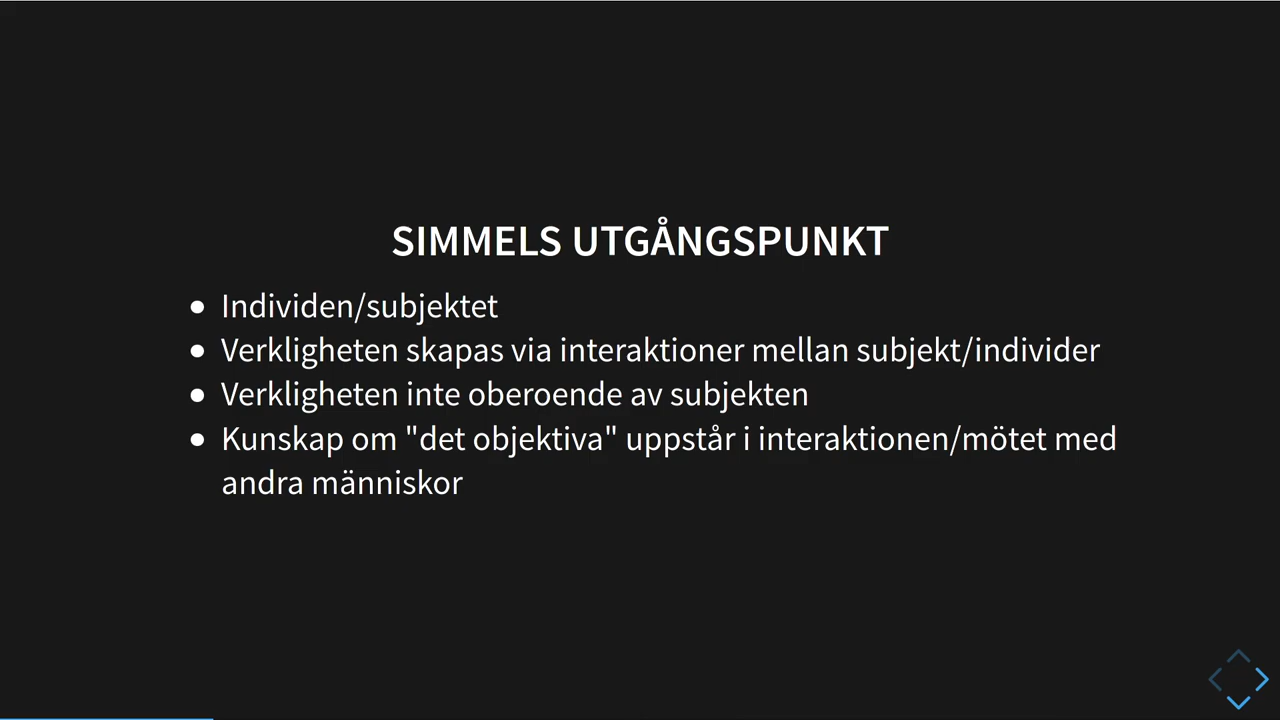 SIMMELS UTGÅNGSPUNKT
Individen/subjektet
Verkligheten skapas via interaktioner mellan subjekt/individer
Verkligheten inte oberoende av subjekten
Kunskap om "det objektiva" uppstår i interaktionen/mötet med
andra människor